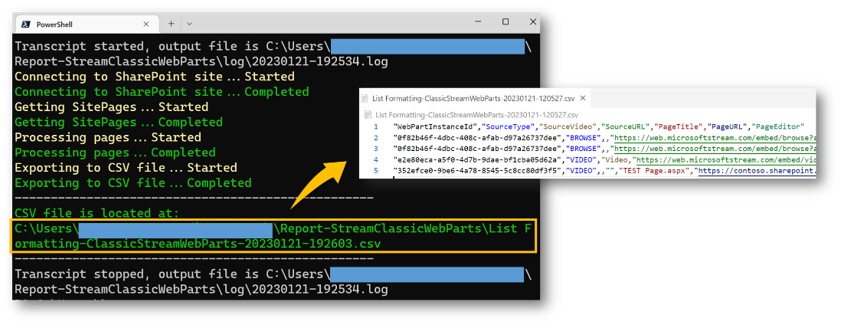 PowerShell
Transcript started, output file is C:\Users\ \
Report-StreamClassicWebParts\log\20230121-192534.log
Connecting to SharePoint site ... Started
Connecting to SharePoint site ... Completed
Getting SitePages ... Started
Getting SitePages ... Completed
Processing pages ... Started
Processing pages ... Completed
Exporting to CSV file ... Started
Exporting to CSV file ... Completed
CSV file is located at:
C:\Users\ \Report-StreamClassicWebParts\List F
ormatting-ClassicStreamWebParts-20230121-192603.csv
Transcript stopped, output file is C:\Users\ \
Report-StreamClassicWebParts\log\20230121-192534.log
List Formatting-ClassicStreamWebParts-20230121-120527.csv
List Formatting-ClassicStreamWebParts-20230121-120527.csv
1 "WebPartInstanceId","SourceType","SourceVideo","SourceURL","PageTitle","PageURL","PageEditor"
2 "0f82b46f-4dbc-408c-afab-d97a26737dee","BROWSE",,"https://web.microsoftstream.com/embed/browse?a
3 "0f82b46f-4dbc-408c-afab-d97a26737dee","BROWSE",,"https://web.microsoftstream.com/embed/browse?a
4 "e2e80eca-a5f0-4d7b-9dae-bf1cba05d62a","VIDEO",Video,"https://web.microsoftstream.com/embed/vid
5 "352efce0-9be6-4a78-8545-5c8cc80df3f5","VIDEO",,"","TEST Page.aspx","https://contoso.sharepoint.